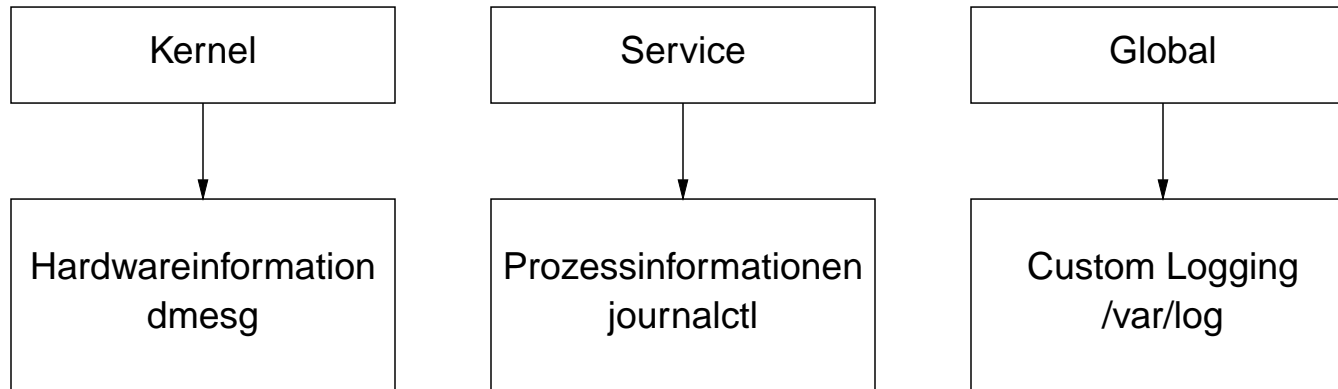 Kernel
Service
Global
Hardwareinformation
dmesg
Prozessinformationen
journalctl
Custom Logging
/var/log